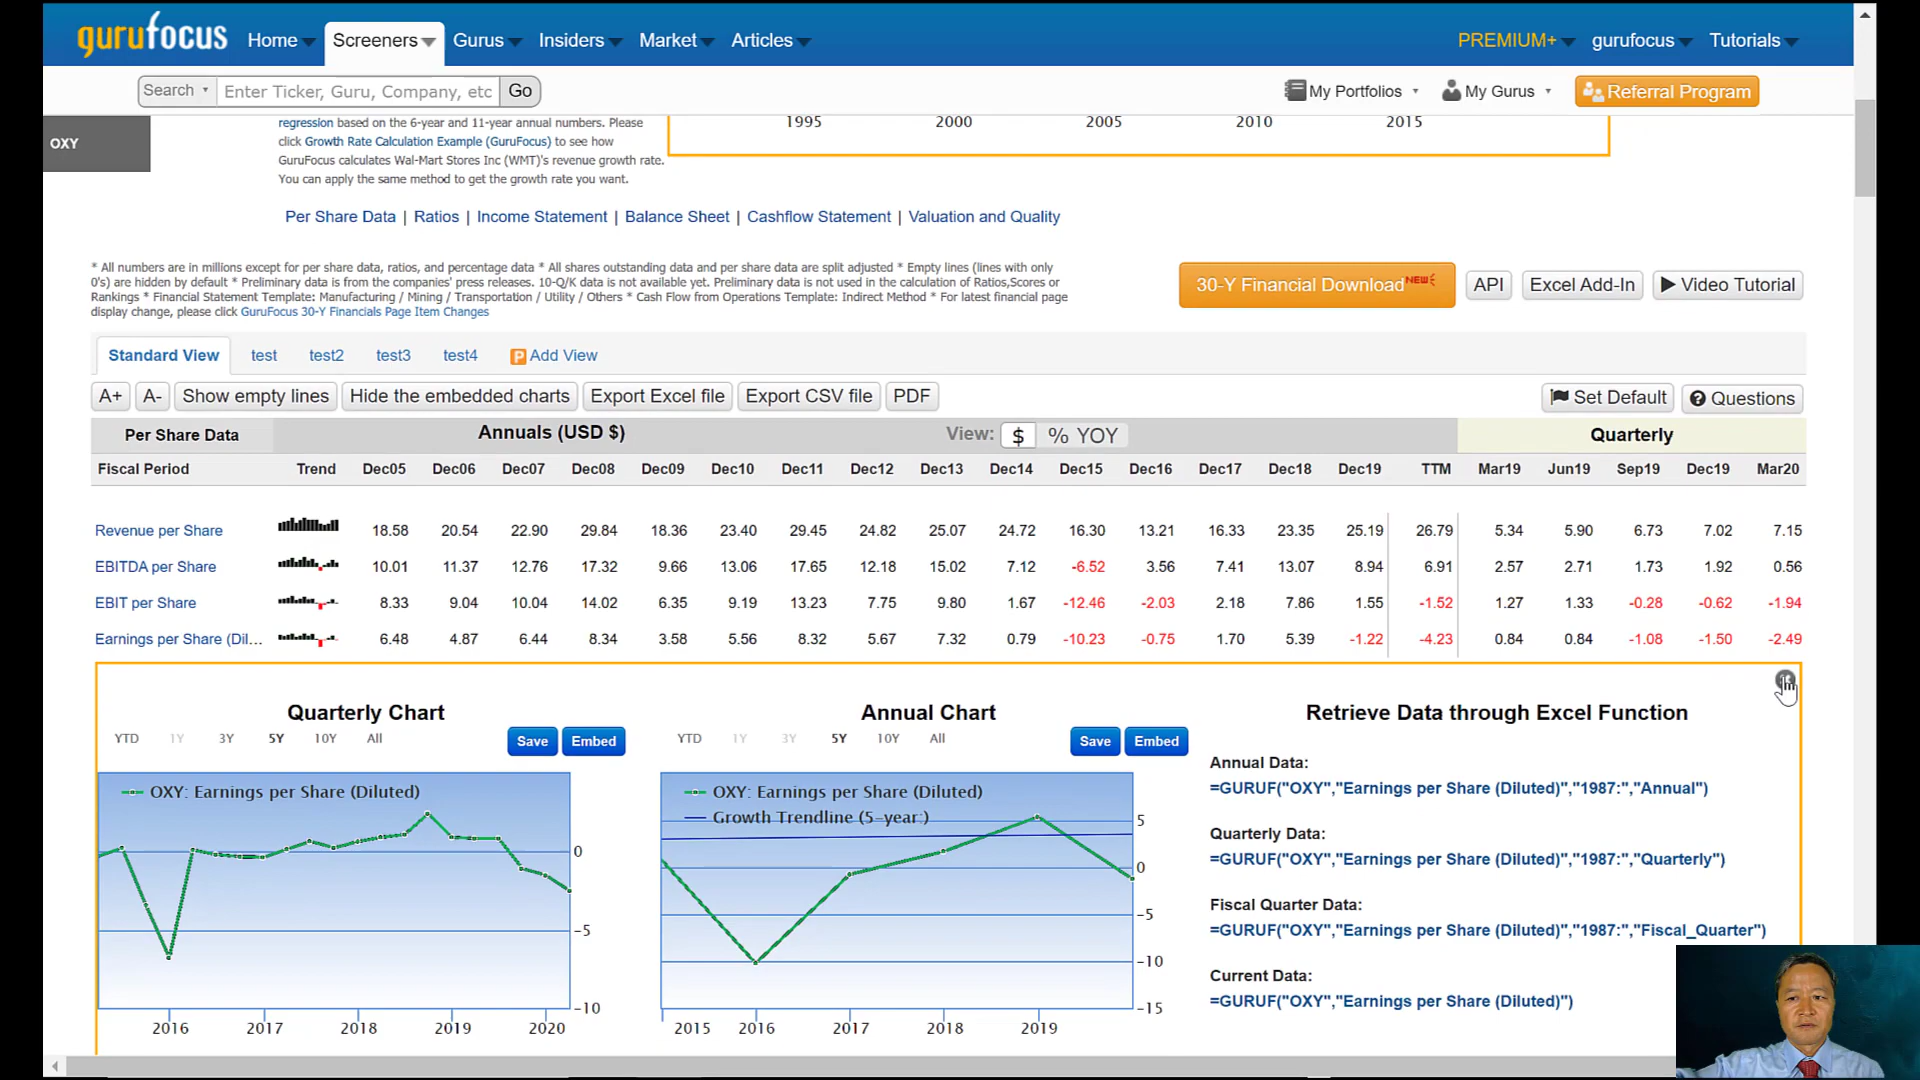 gurufocus Home Screeners Gurus Insiders Market Articles PREMIUM+ gurufocus Tutorials
Search Enter Ticker, Guru, Company, etc Go My Portfolios My Gurus Referral Program
OXY
regression based on the 6-year and 11-year annual numbers. Please
click Growth Rate Calculation Example (GuruFocus) to see how
GuruFocus calculates Wal-Mart Stores Inc (WMT)'s revenue growth rate.
You can apply the same method to get the growth rate you want.
1995 2000 2005 2010 2015
Per Share Data | Ratios | Income Statement | Balance Sheet | Cashflow Statement | Valuation and Quality
* All numbers are in millions except for per share data, ratios, and percentage data * All shares outstanding data and per share data are split adjusted * Empty lines (lines with only
0's) are hidden by default * Preliminary data is from the companies' press releases. 10-Q/K data is not available yet. Preliminary data is not used in the calculation of Ratios,Scores or
Rankings * Financial Statement Template: Manufacturing / Mining / Transportation / Utility / Others * Cash Flow from Operations Template: Indirect Method * For latest financial page
display change, please click GuruFocus 30-Y Financials Page Item Changes
30-Y Financial Download NEW API Excel Add-In Video Tutorial
Standard View test test2 test3 test4 P Add View
A+ A- Show empty lines Hide the embedded charts Export Excel file Export CSV file PDF Set Default Questions
Per Share Data Annuals (USD $) View: $ % YOY Quarterly
Fiscal Period Trend Dec05 Dec06 Dec07 Dec08 Dec09 Dec10 Dec11 Dec12 Dec13 Dec14 Dec15 Dec16 Dec17 Dec18 Dec19 TTM Mar19 Jun19 Sep19 Dec19 Mar20
Revenue per Share 18.58 20.54 22.90 29.84 18.36 23.40 29.45 24.82 25.07 24.72 16.30 13.21 16.33 23.35 25.19 26.79 5.34 5.90 6.73 7.02 7.15
EBITDA per Share 10.01 11.37 12.76 17.32 9.66 13.06 17.65 12.18 15.02 7.12 -6.52 3.56 7.41 13.07 8.94 6.91 2.57 2.71 1.73 1.92 0.56
EBIT per Share 8.33 9.04 10.04 14.02 6.35 9.19 13.23 7.75 9.80 1.67 -12.46 -2.03 2.18 7.86 1.55 -1.52 1.27 1.33 -0.28 -0.62 -1.94
Earnings per Share (Dil... 6.48 4.87 6.44 8.34 3.58 5.56 8.32 5.67 7.32 0.79 -10.23 -0.75 1.70 5.39 -1.22 -4.23 0.84 0.84 -1.08 -1.50 -2.49
Quarterly Chart
YTD 1Y 3Y 5Y 10Y All Save Embed
OXY: Earnings per Share (Diluted)
0
-5
-10
2016 2017 2018 2019 2020
Annual Chart
YTD 1Y 3Y 5Y 10Y All Save Embed
OXY: Earnings per Share (Diluted)
Growth Trendline (5-year:)
5
0
-5
-10
-15
2015 2016 2017 2018 2019
Retrieve Data through Excel Function
Annual Data:
=GURUF("OXY","Earnings per Share (Diluted)","1987:","Annual")
Quarterly Data:
=GURUF("OXY","Earnings per Share (Diluted)","1987:","Quarterly")
Fiscal Quarter Data:
=GURUF("OXY","Earnings per Share (Diluted)","1987:","Fiscal_Quarter")
Current Data:
=GURUF("OXY","Earnings per Share (Diluted)")